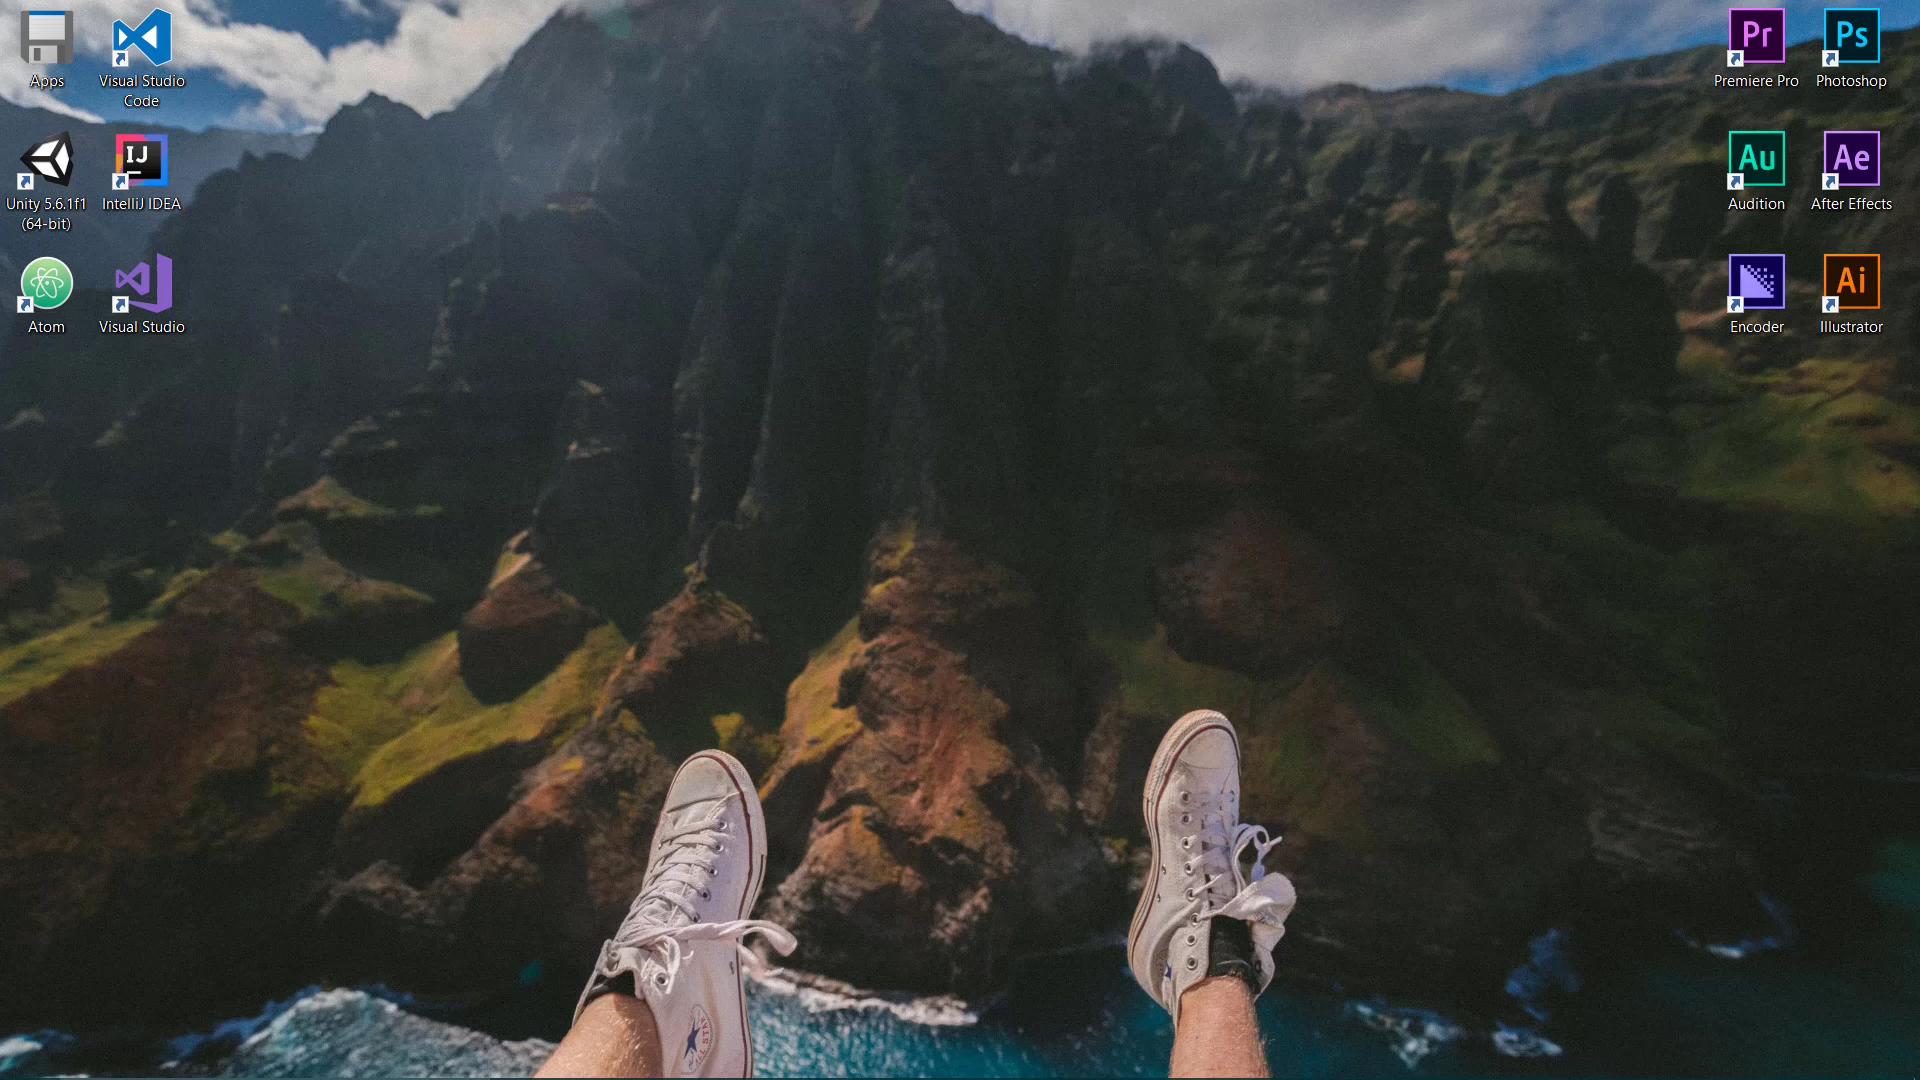 Apps
Visual Studio
Code
Pr
Premiere Pro
Ps
Photoshop
Unity 5.6.1f1
(64-bit)
IJ
IntelliJ IDEA
Au
Audition
Ae
After Effects
Atom
Visual Studio
Encoder
Ai
Illustrator